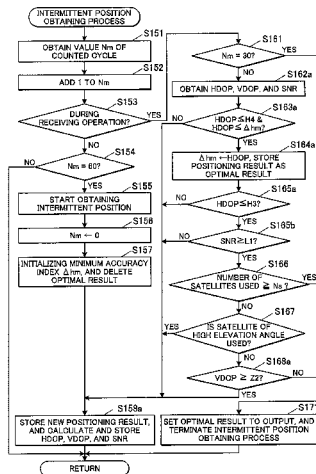 INTERMITTENT POSITION
OBTAINING PROCESS
S151
OBTAIN VALUE Nm OF
COUNTED CYCLE
S152
ADD 1 TO Nm
S153
DURING
RECEIVING OPERATION?
YES
NO
S154
Nm = 60?
NO
YES
S155
START OBTAINING
INTERMITTENT
POSITION
S156
Nm ← 0
S157
INITIALIZING MINIMUM ACCURACY
INDEX Δhm, AND DELETE
OPTIMAL RESULT
S158a
STORE NEW POSITIONING RESULT,
AND CALCULATE AND STORE
HDOP, VDOP, AND SNR
RETURN
S161
Nm = 30?
YES
NO
S162a
OBTAIN HDOP, VDOP, AND SNR
S163a
HDOP≤H4 &
HDOP≤Δhm?
NO
YES
S164a
Δhm←HDOP, STORE
POSITIONING RESULT AS
OPTIMAL RESULT
S165a
HDOP≤H3?
NO
YES
S165b
SNR≥L1?
NO
YES
S166
NUMBER OF
SATELLITES USED ≥ Ns?
YES
NO
S167
IS SATELLITE OF
HIGH ELEVATION ANGLE
USED?
YES
NO
S168a
VDOP ≥ Z2?
NO
YES
S171
SET OPTIMAL RESULT TO OUTPUT, AND
TERMINATE INTERMITTENT POSITION
OBTAINING PROCESS